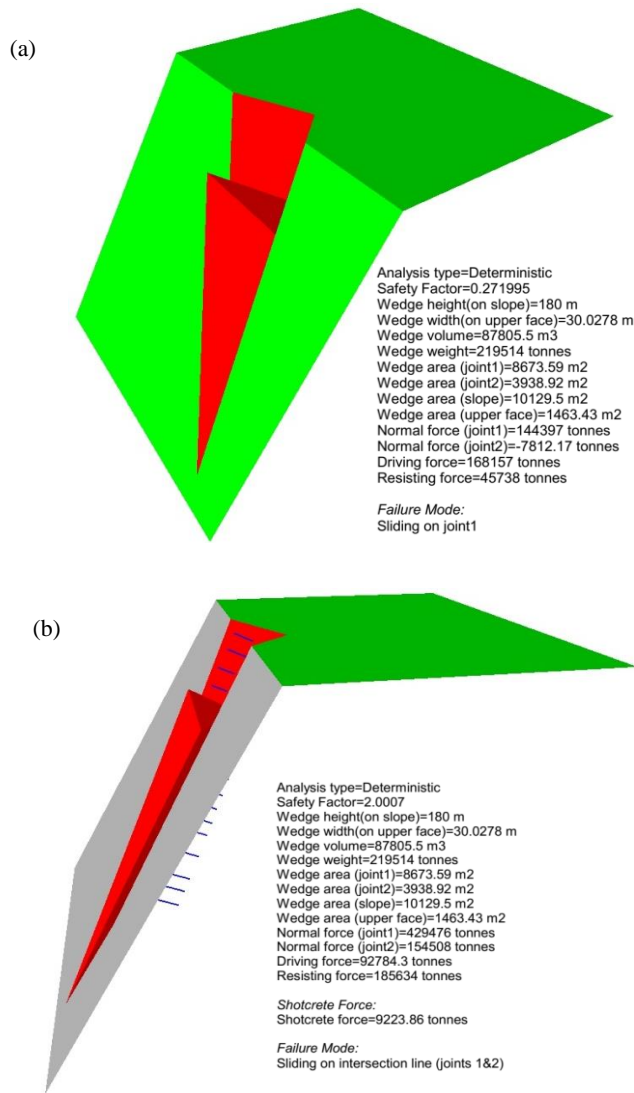 (a)
Analysis type=Deterministic
Safety Factor=0.271995
Wedge height(on slope)=180 m
Wedge width(on upper face)=30.0278 m
Wedge volume=87805.5 m3
Wedge weight=219514 tonnes
Wedge area (joint1)=8673.59 m2
Wedge area (joint2)=3938.92 m2
Wedge area (slope)=10129.5 m2
Wedge area (upper face)=1463.43 m2
Normal force (joint1)=144397 tonnes
Normal force (joint2)=-7812.17 tonnes
Driving force=168157 tonnes
Resisting force=45738 tonnes
Failure Mode:
Sliding on joint1
(b)
Analysis type=Deterministic
Safety Factor=2.0007
Wedge height(on slope)=180 m
Wedge width(on upper face)=30.0278 m
Wedge volume=87805.5 m3
Wedge weight=219514 tonnes
Wedge area (joint1)=8673.59 m2
Wedge area (joint2)=3938.92 m2
Wedge area (slope)=10129.5 m2
Wedge area (upper face)=1463.43 m2
Normal force (joint1)=429476 tonnes
Normal force (joint2)=154508 tonnes
Driving force=92784.3 tonnes
Resisting force=185634 tonnes
Shotcrete Force:
Shotcrete force=9223.86 tonnes
Failure Mode:
Sliding on intersection line (joints 1&2)